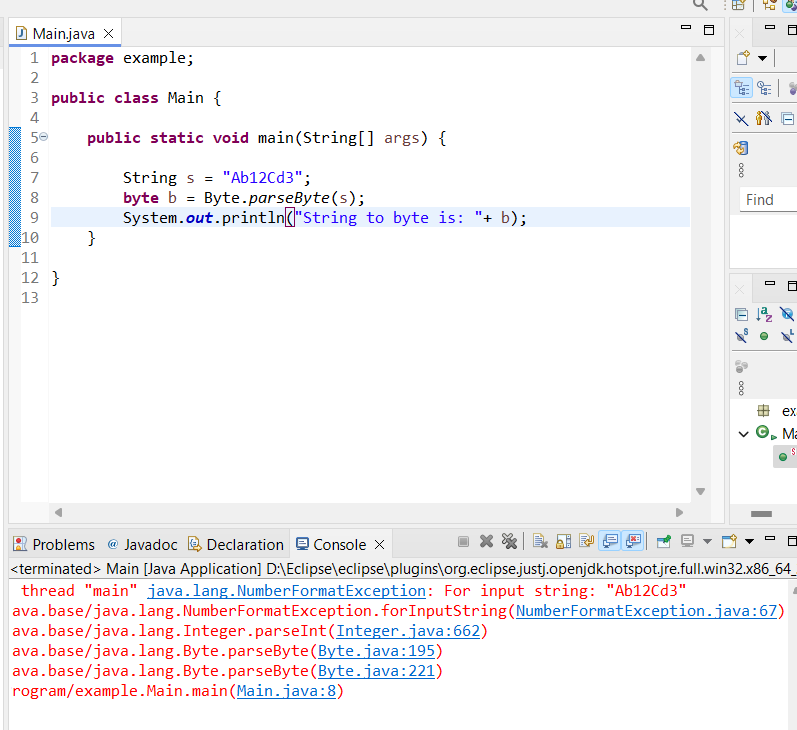 Main.java
1 package example;
2
3 public class Main {
4
5 public static void main(String[] args) {
6
7 String s = "Ab12Cd3";
8 byte b = Byte.parseByte(s);
9 System.out.println("String to byte is: "+ b);
10 }
11
12 }
13
Find
ex
Ma
Problems @ Javadoc Declaration Console
<terminated> Main [Java Application] D:\Eclipse\eclipse\plugins\org.eclipse.justj.openjdk.hotspot.jre.full.win32.x86_64_
thread "main" java.lang.NumberFormatException: For input string: "Ab12Cd3"
ava.base/java.lang.NumberFormatException.forInputString(NumberFormatException.java:67)
ava.base/java.lang.Integer.parseInt(Integer.java:662)
ava.base/java.lang.Byte.parseByte(Byte.java:195)
ava.base/java.lang.Byte.parseByte(Byte.java:221)
rogram/example.Main.main(Main.java:8)